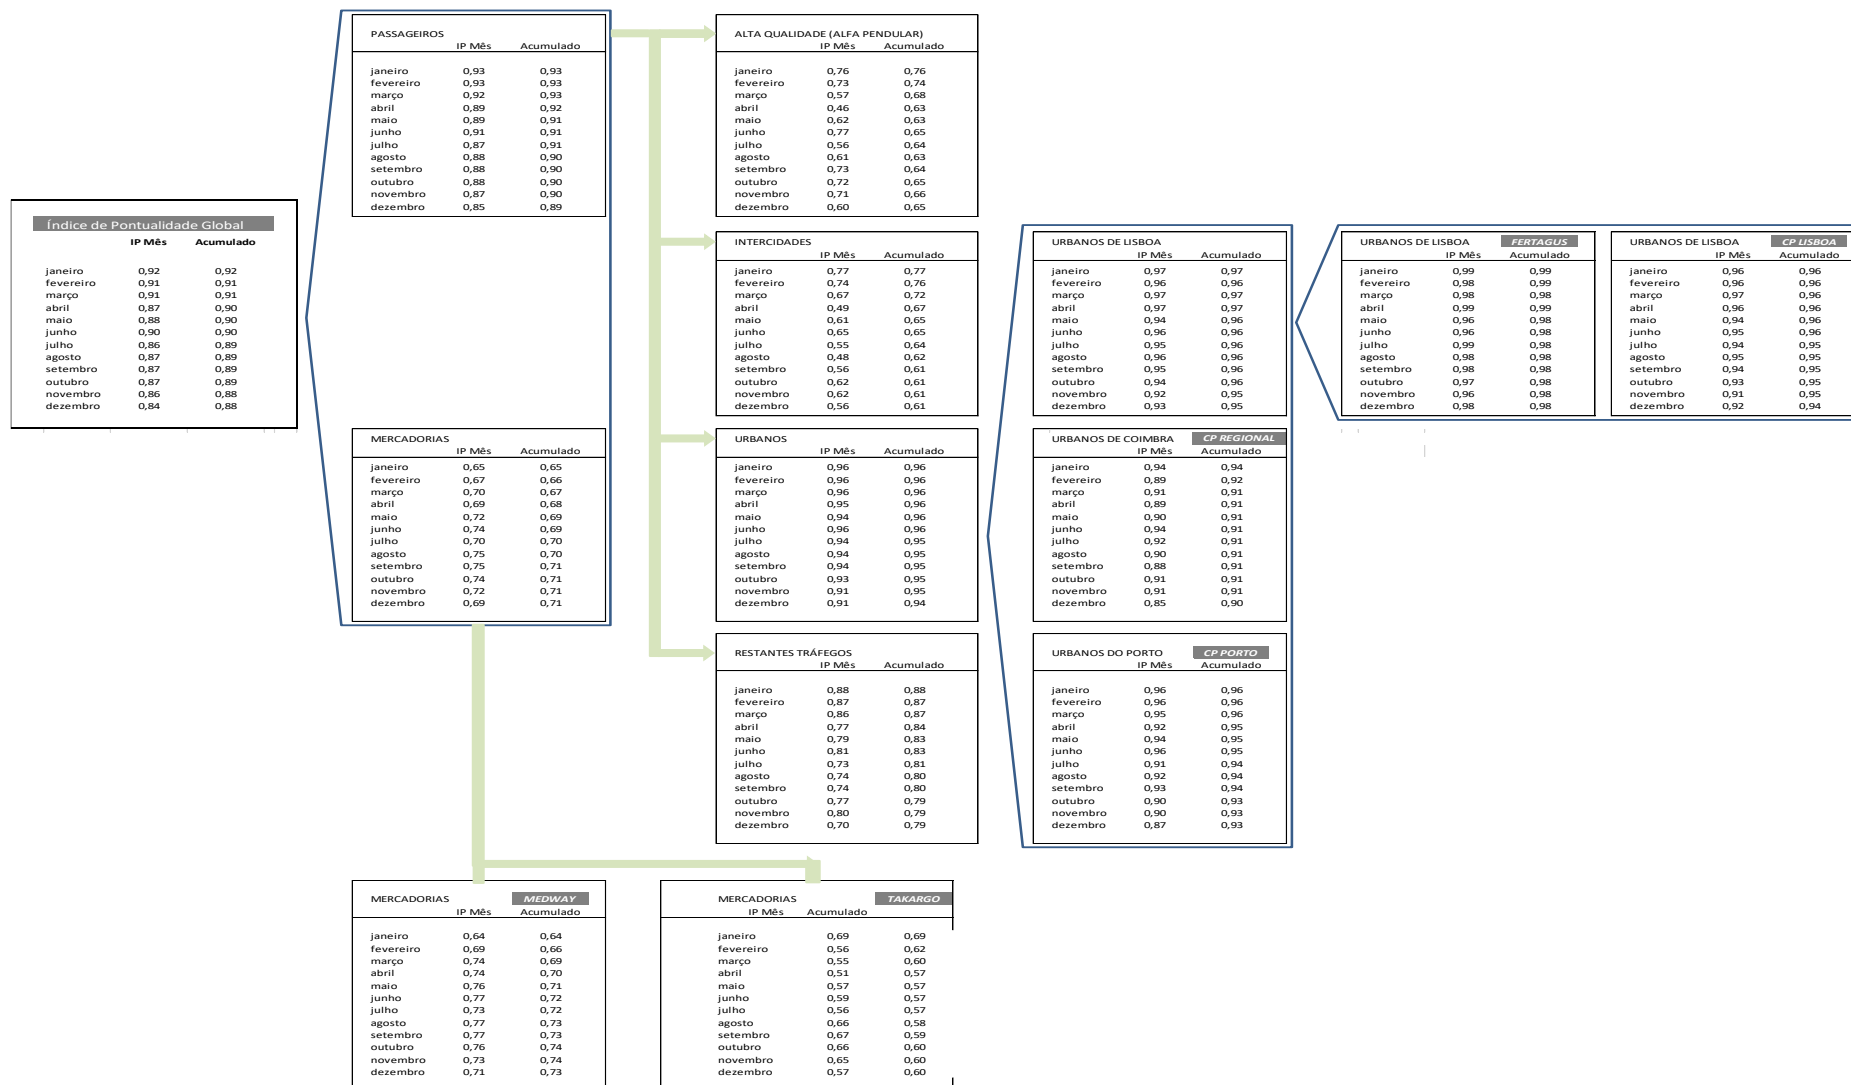 Índice de Pontualidade Global
IP Mês Acumulado
janeiro 0,92 0,92
fevereiro 0,91 0,91
março 0,91 0,91
abril 0,87 0,90
maio 0,88 0,90
junho 0,90 0,90
julho 0,86 0,89
agosto 0,87 0,89
setembro 0,87 0,89
outubro 0,87 0,89
novembro 0,86 0,88
dezembro 0,84 0,88
PASSAGEIROS
IP Mês Acumulado
janeiro 0,93 0,93
fevereiro 0,93 0,93
março 0,92 0,93
abril 0,89 0,92
maio 0,89 0,91
junho 0,91 0,91
julho 0,87 0,91
agosto 0,88 0,90
setembro 0,88 0,90
outubro 0,88 0,90
novembro 0,87 0,90
dezembro 0,85 0,89
MERCADORIAS
IP Mês Acumulado
janeiro 0,65 0,65
fevereiro 0,67 0,66
março 0,70 0,67
abril 0,69 0,68
maio 0,72 0,69
junho 0,74 0,69
julho 0,70 0,70
agosto 0,75 0,70
setembro 0,75 0,71
outubro 0,74 0,71
novembro 0,72 0,71
dezembro 0,69 0,71
ALTA QUALIDADE (ALFA PENDULAR)
IP Mês Acumulado
janeiro 0,76 0,76
fevereiro 0,73 0,74
março 0,57 0,68
abril 0,46 0,63
maio 0,62 0,63
junho 0,77 0,65
julho 0,56 0,64
agosto 0,61 0,63
setembro 0,73 0,64
outubro 0,72 0,65
novembro 0,71 0,66
dezembro 0,60 0,65
INTERCIDADES
IP Mês Acumulado
janeiro 0,77 0,77
fevereiro 0,74 0,76
março 0,67 0,72
abril 0,49 0,67
maio 0,61 0,65
junho 0,65 0,65
julho 0,55 0,64
agosto 0,48 0,62
setembro 0,56 0,61
outubro 0,62 0,61
novembro 0,62 0,61
dezembro 0,56 0,61
URBANOS
IP Mês Acumulado
janeiro 0,96 0,96
fevereiro 0,96 0,96
março 0,96 0,96
abril 0,95 0,96
maio 0,94 0,96
junho 0,96 0,96
julho 0,94 0,95
agosto 0,94 0,95
setembro 0,94 0,95
outubro 0,93 0,95
novembro 0,91 0,95
dezembro 0,91 0,94
RESTANTES TRÁFEGOS
IP Mês Acumulado
janeiro 0,88 0,88
fevereiro 0,87 0,87
março 0,86 0,87
abril 0,77 0,84
maio 0,79 0,83
junho 0,81 0,83
julho 0,73 0,81
agosto 0,74 0,80
setembro 0,74 0,80
outubro 0,77 0,79
novembro 0,80 0,79
dezembro 0,70 0,79
URBANOS DE LISBOA
IP Mês Acumulado
janeiro 0,97 0,97
fevereiro 0,96 0,96
março 0,97 0,97
abril 0,97 0,97
maio 0,94 0,96
junho 0,96 0,96
julho 0,95 0,96
agosto 0,96 0,96
setembro 0,95 0,96
outubro 0,94 0,96
novembro 0,92 0,95
dezembro 0,93 0,95
URBANOS DE COIMBRA CP REGIONAL
IP Mês Acumulado
janeiro 0,94 0,94
fevereiro 0,89 0,92
março 0,91 0,91
abril 0,89 0,91
maio 0,90 0,91
junho 0,94 0,91
julho 0,92 0,91
agosto 0,90 0,91
setembro 0,88 0,91
outubro 0,91 0,91
novembro 0,91 0,91
dezembro 0,85 0,90
URBANOS DO PORTO CP PORTO
IP Mês Acumulado
janeiro 0,96 0,96
fevereiro 0,96 0,96
março 0,95 0,96
abril 0,92 0,95
maio 0,94 0,95
junho 0,96 0,95
julho 0,91 0,94
agosto 0,92 0,94
setembro 0,93 0,94
outubro 0,90 0,93
novembro 0,90 0,93
dezembro 0,87 0,93
URBANOS DE LISBOA FERTAGUS
IP Mês Acumulado
janeiro 0,99 0,99
fevereiro 0,98 0,99
março 0,98 0,98
abril 0,99 0,99
maio 0,96 0,98
junho 0,96 0,98
julho 0,99 0,98
agosto 0,98 0,98
setembro 0,98 0,98
outubro 0,97 0,98
novembro 0,96 0,98
dezembro 0,98 0,98
URBANOS DE LISBOA CP LISBOA
IP Mês Acumulado
janeiro 0,96 0,96
fevereiro 0,96 0,96
março 0,97 0,96
abril 0,96 0,96
maio 0,94 0,96
junho 0,95 0,96
julho 0,94 0,95
agosto 0,95 0,95
setembro 0,94 0,95
outubro 0,93 0,95
novembro 0,91 0,95
dezembro 0,92 0,94
MERCADORIAS MEDWAY
IP Mês Acumulado
janeiro 0,64 0,64
fevereiro 0,69 0,66
março 0,74 0,69
abril 0,74 0,70
maio 0,76 0,71
junho 0,77 0,72
julho 0,73 0,72
agosto 0,77 0,73
setembro 0,77 0,73
outubro 0,76 0,74
novembro 0,73 0,74
dezembro 0,71 0,73
MERCADORIAS TAKARGO
IP Mês Acumulado
janeiro 0,69 0,69
fevereiro 0,56 0,62
março 0,55 0,60
abril 0,51 0,57
maio 0,57 0,57
junho 0,59 0,57
julho 0,56 0,57
agosto 0,66 0,58
setembro 0,67 0,59
outubro 0,66 0,60
novembro 0,65 0,60
dezembro 0,57 0,60